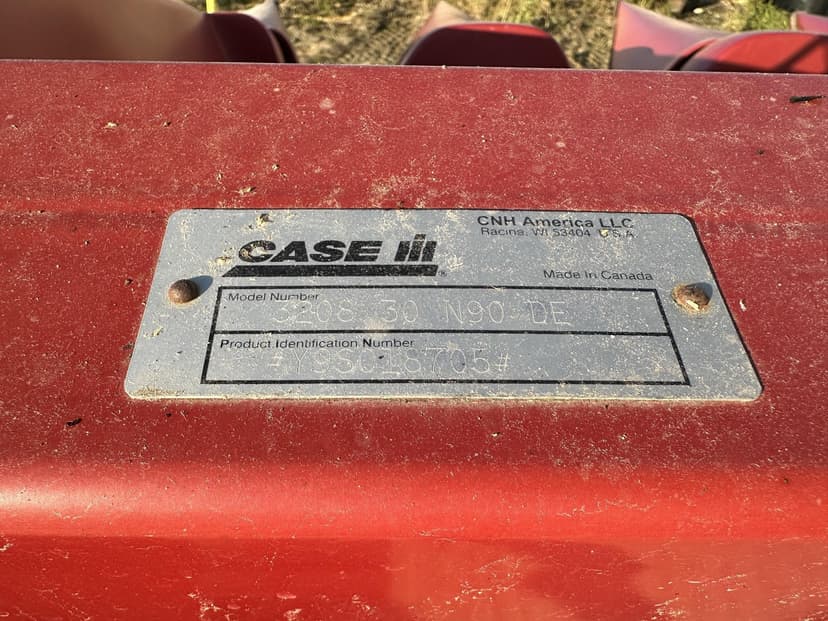 CNH America LLC
Racine, WI 53404 U.S.A.
CASE IH
®
Made In Canada
Model Number
3208 30 N90 DE
Product Identification Number